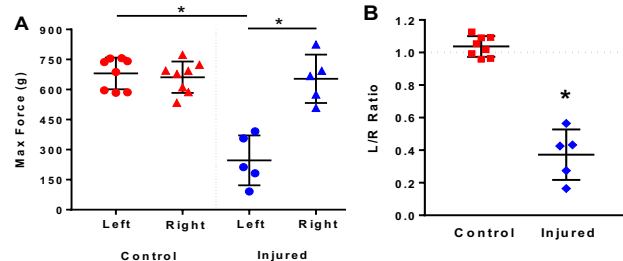 A
*
*
Max Force (g)
900
750
600
450
300
150
0
Left
Right
Left
Right
Control
Injured
B
L/R Ratio
1.2
1.0
0.8
0.6
0.4
0.2
0.0
*
Control
Injured